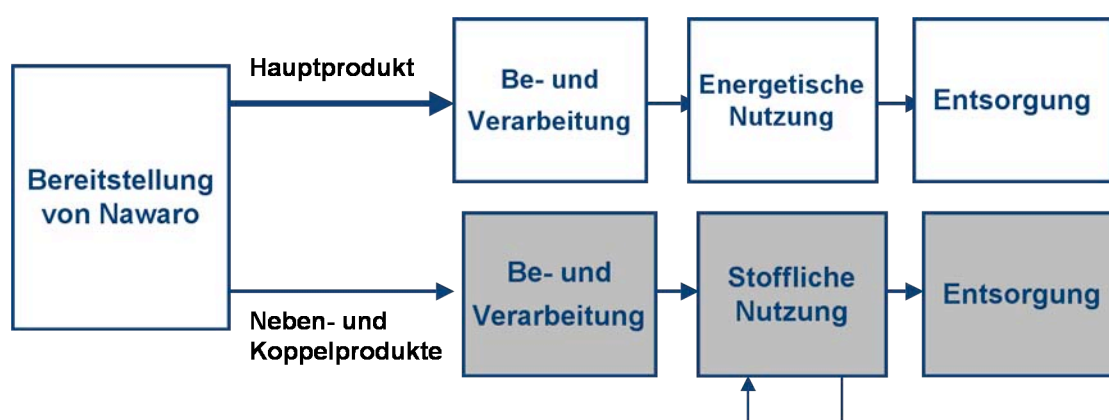 Bereitstellung
von Nawaro
Hauptprodukt
Be- und
Verarbeitung
Energetische
Nutzung
Entsorgung
Neben- und
Koppelprodukte
Be- und
Verarbeitung
Stoffliche
Nutzung
Entsorgung